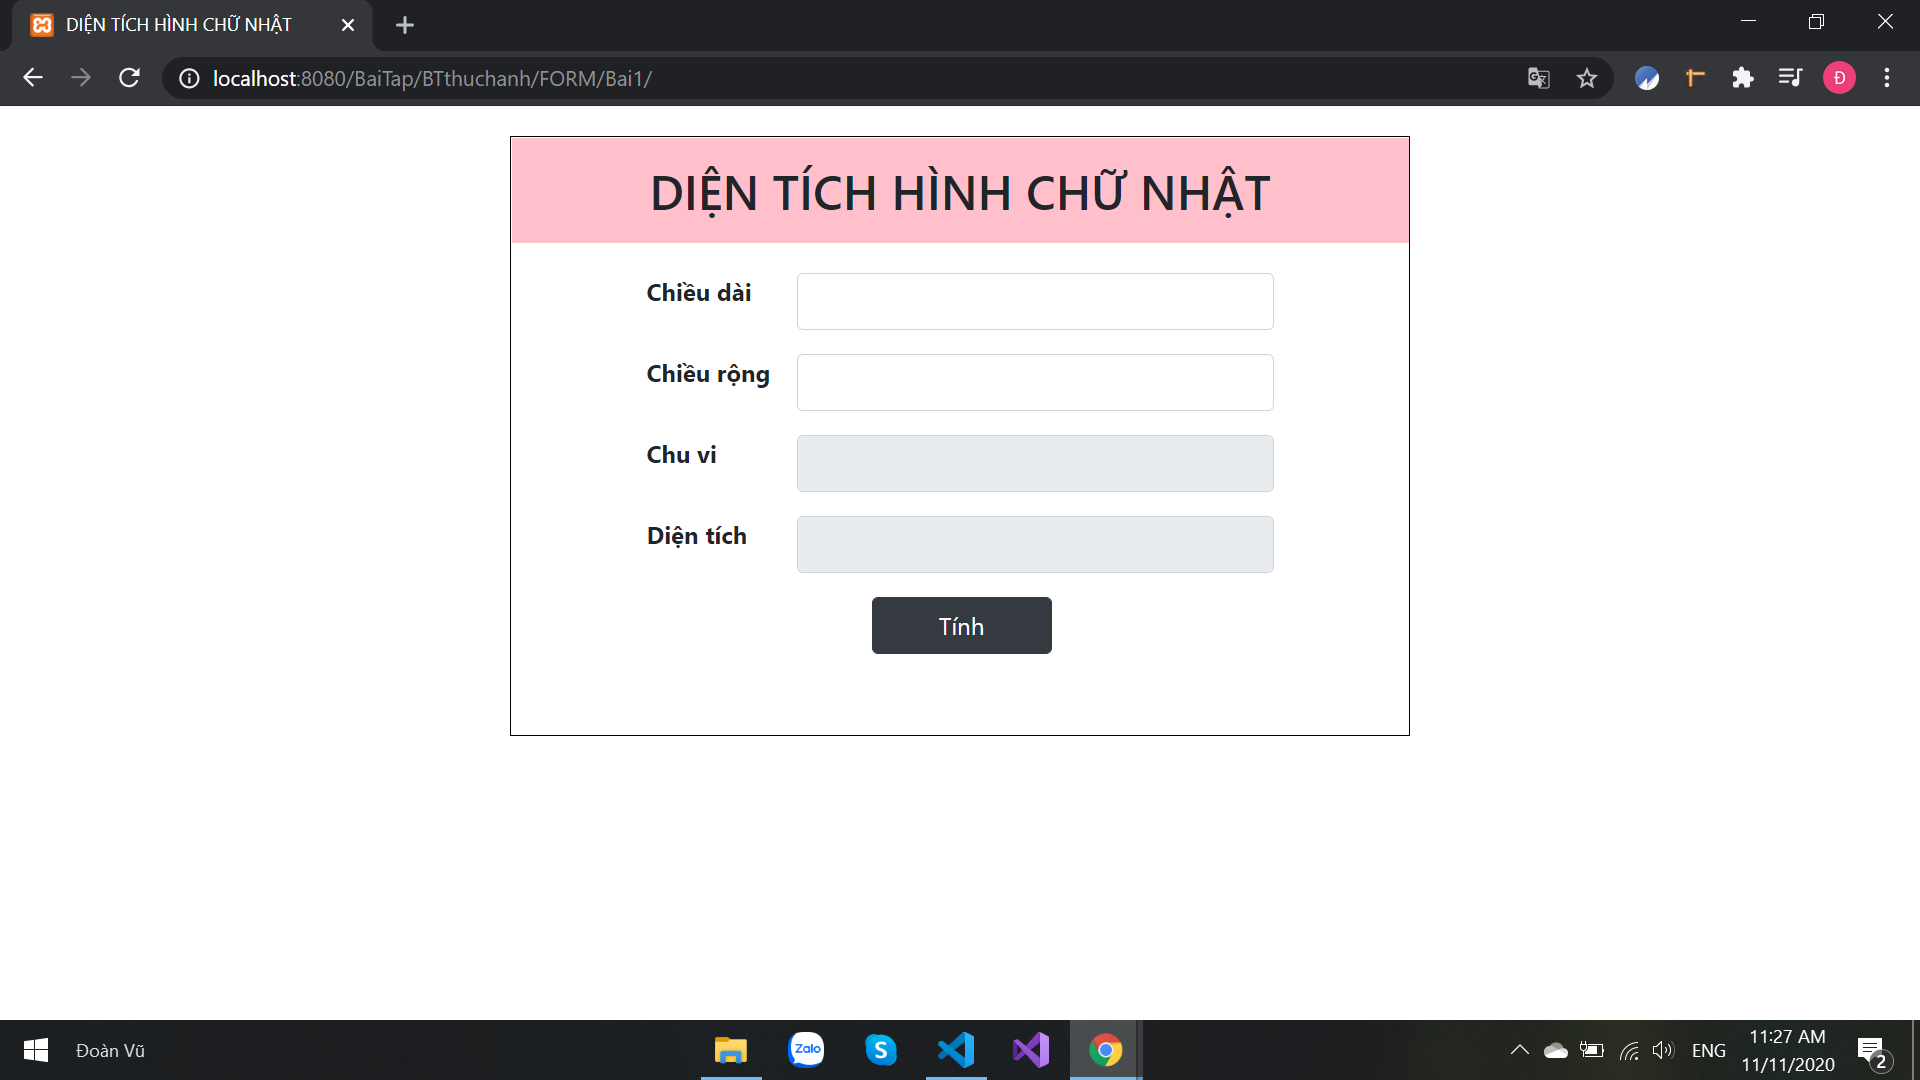 DIỆN TÍCH HÌNH CHỮ NHẬT
localhost:8080/BaiTap/BTthuchanh/FORM/Bai1/
Đ
DIỆN TÍCH HÌNH CHỮ NHẬT
Chiều dài
Chiều rộng
Chu vi
Diện tích
Tính
Đoàn Vũ
Zalo
S
ENG
11:27 AM
11/11/2020
2